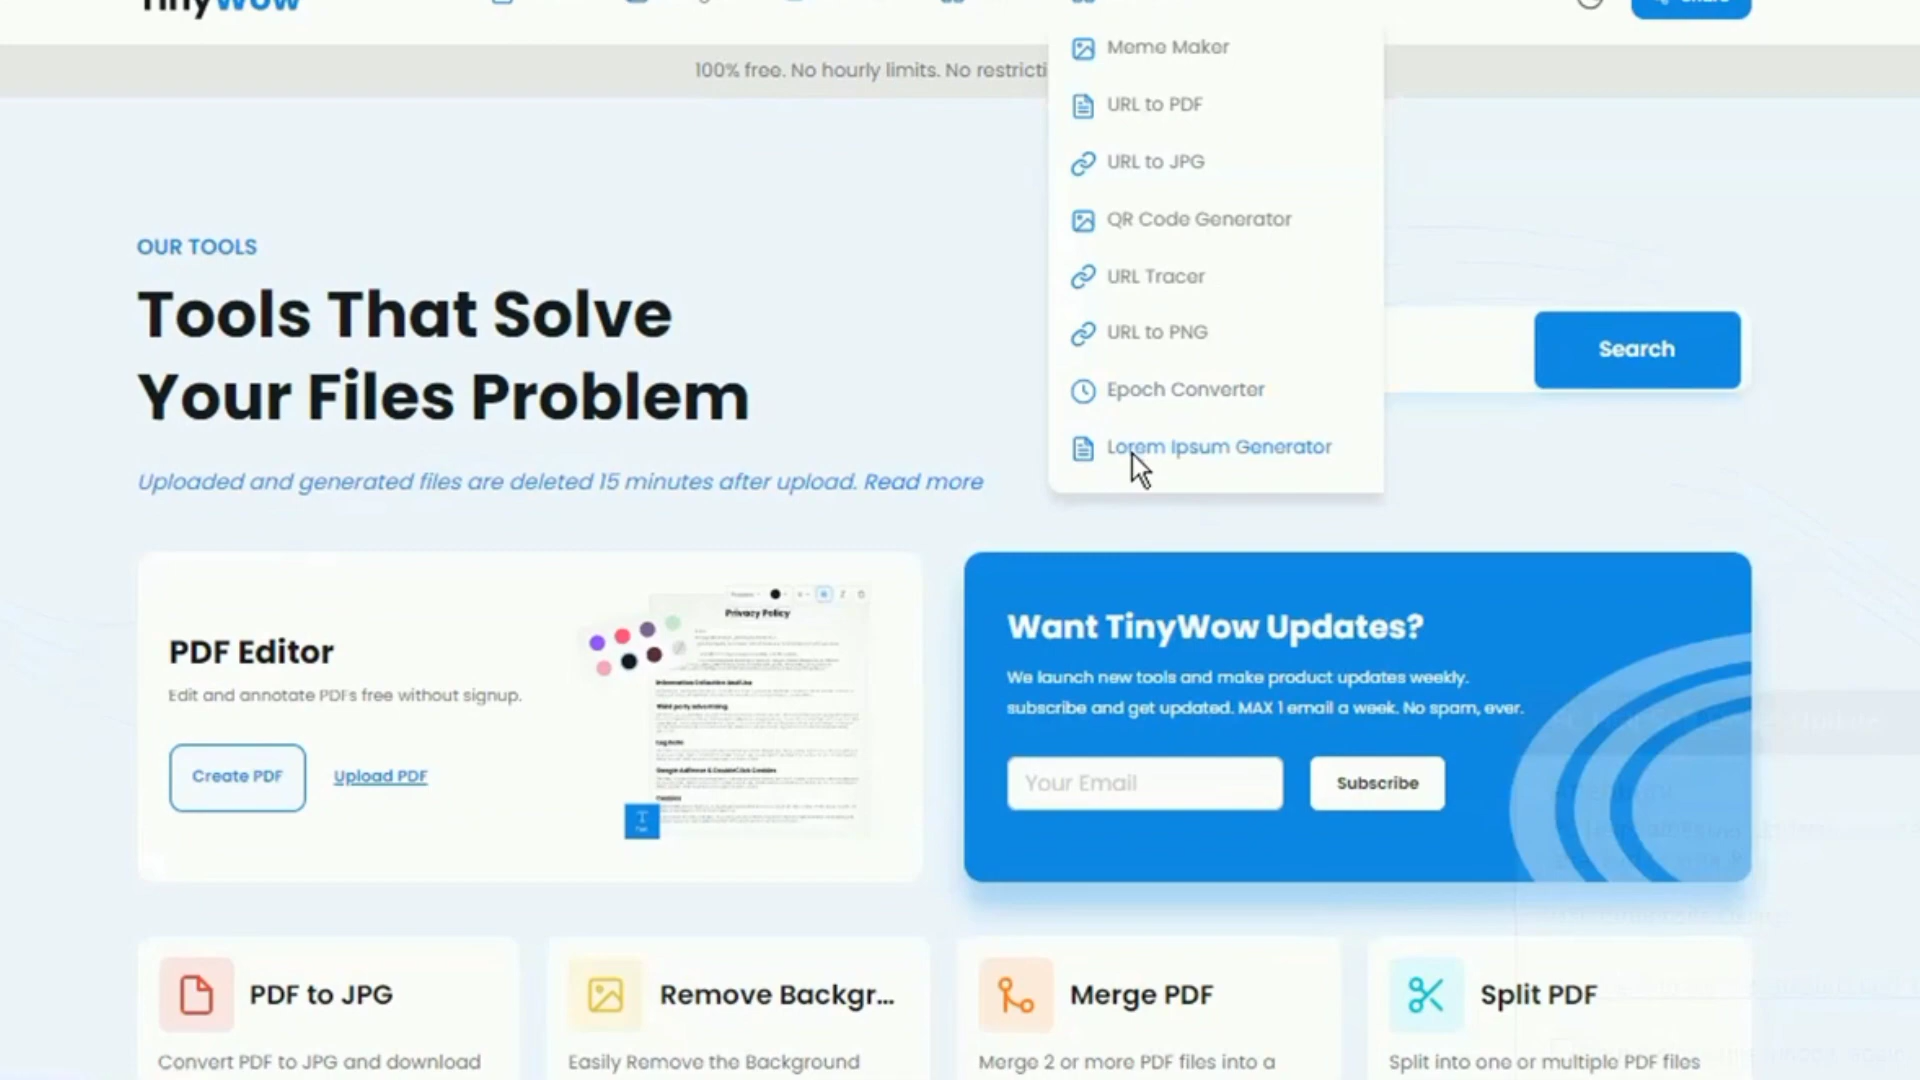 TinyWow
Share
100% free. No hourly limits. No restricti
Meme Maker
URL to PDF
URL to JPG
QR Code Generator
URL Tracer
URL to PNG
Epoch Converter
Lorem Ipsum Generator
OUR TOOLS
Tools That Solve
Your Files Problem
Search
Uploaded and generated files are deleted 15 minutes after upload. Read more
PDF Editor
Edit and annotate PDFs free without signup.
Create PDF
Upload PDF
Privacy Policy
Want TinyWow Updates?
We launch new tools and make product updates weekly.
subscribe and get updated. MAX 1 email a week. No spam, ever.
Your Email
Subscribe
PDF to JPG
Remove Backgr...
Merge PDF
Split PDF
Convert PDF to JPG and download
Easily Remove the Background
Merge 2 or more PDF files into a
Split into one or multiple PDF files